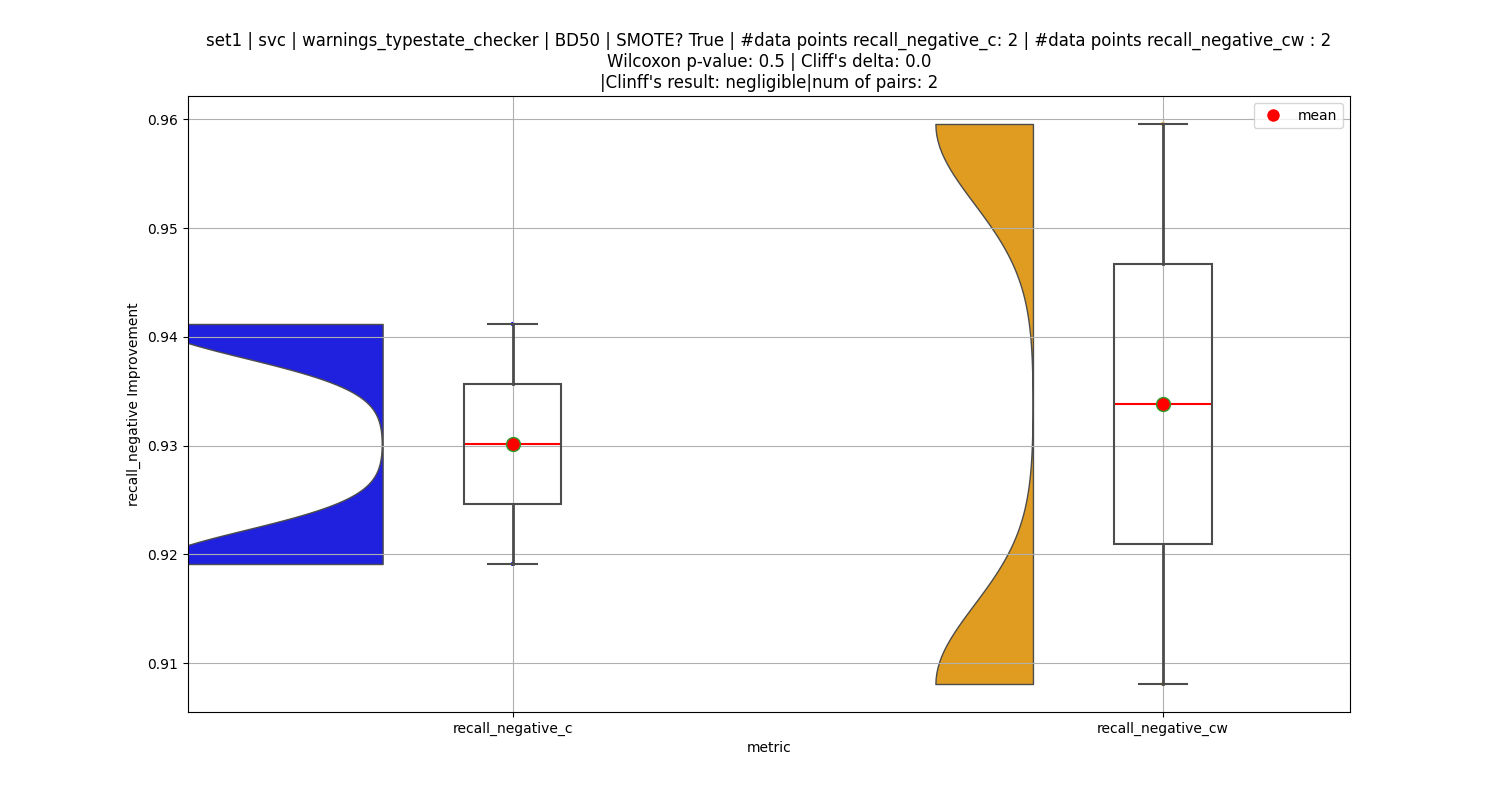 set1 | svc | warnings_typestate_checker | BD50 | SMOTE? True | #data points recall_negative_c: 2 | #data points recall_negative_cw : 2
Wilcoxon p-value: 0.5 | Cliff's delta: 0.0
|Clinff's result: negligible|num of pairs: 2
mean
0.96
0.95
0.94
0.93
0.92
0.91
recall_negative Improvement
recall_negative_c
recall_negative_cw
metric